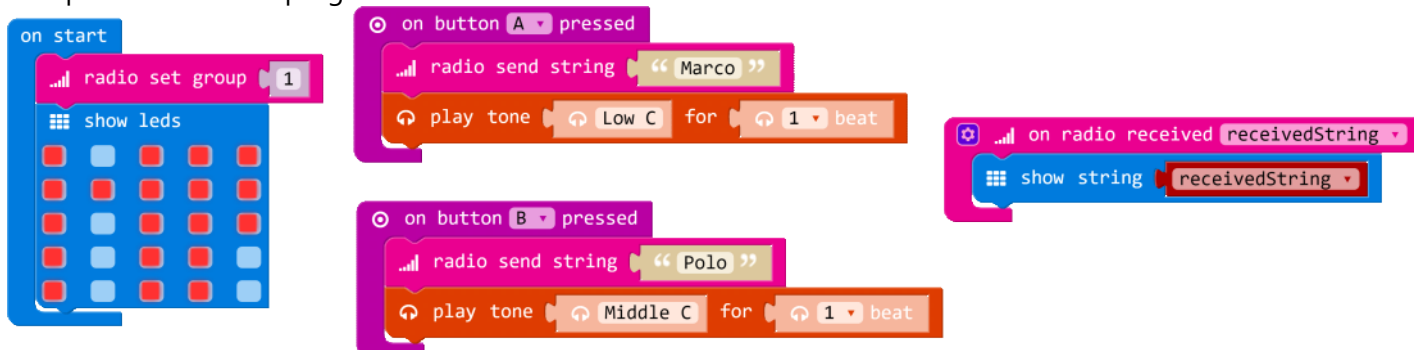 on start
radio set group 1
show leds
on button A pressed
radio send string “ Marco ”
play tone Low C for 1 beat
on button B pressed
radio send string “ Polo ”
play tone Middle C for 1 beat
on radio received receivedString
show string receivedString